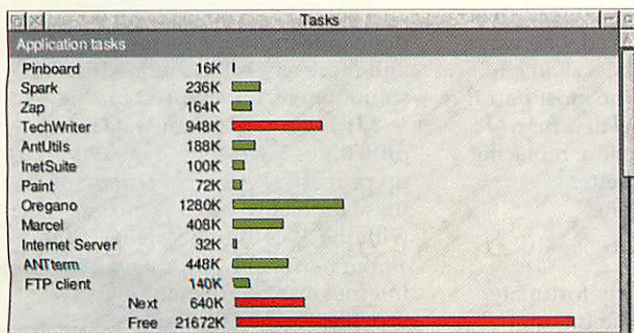 Tasks
Application tasks
Pinboard 16K
Spark 236K
Zap 164K
TechWriter 948K
AntUtils 188K
InetSuite 100K
Paint 72K
Oregano 1280K
Marcel 408K
Internet Server 32K
ANTterm 448K
FTP client 140K
Next 640K
Free 21672K